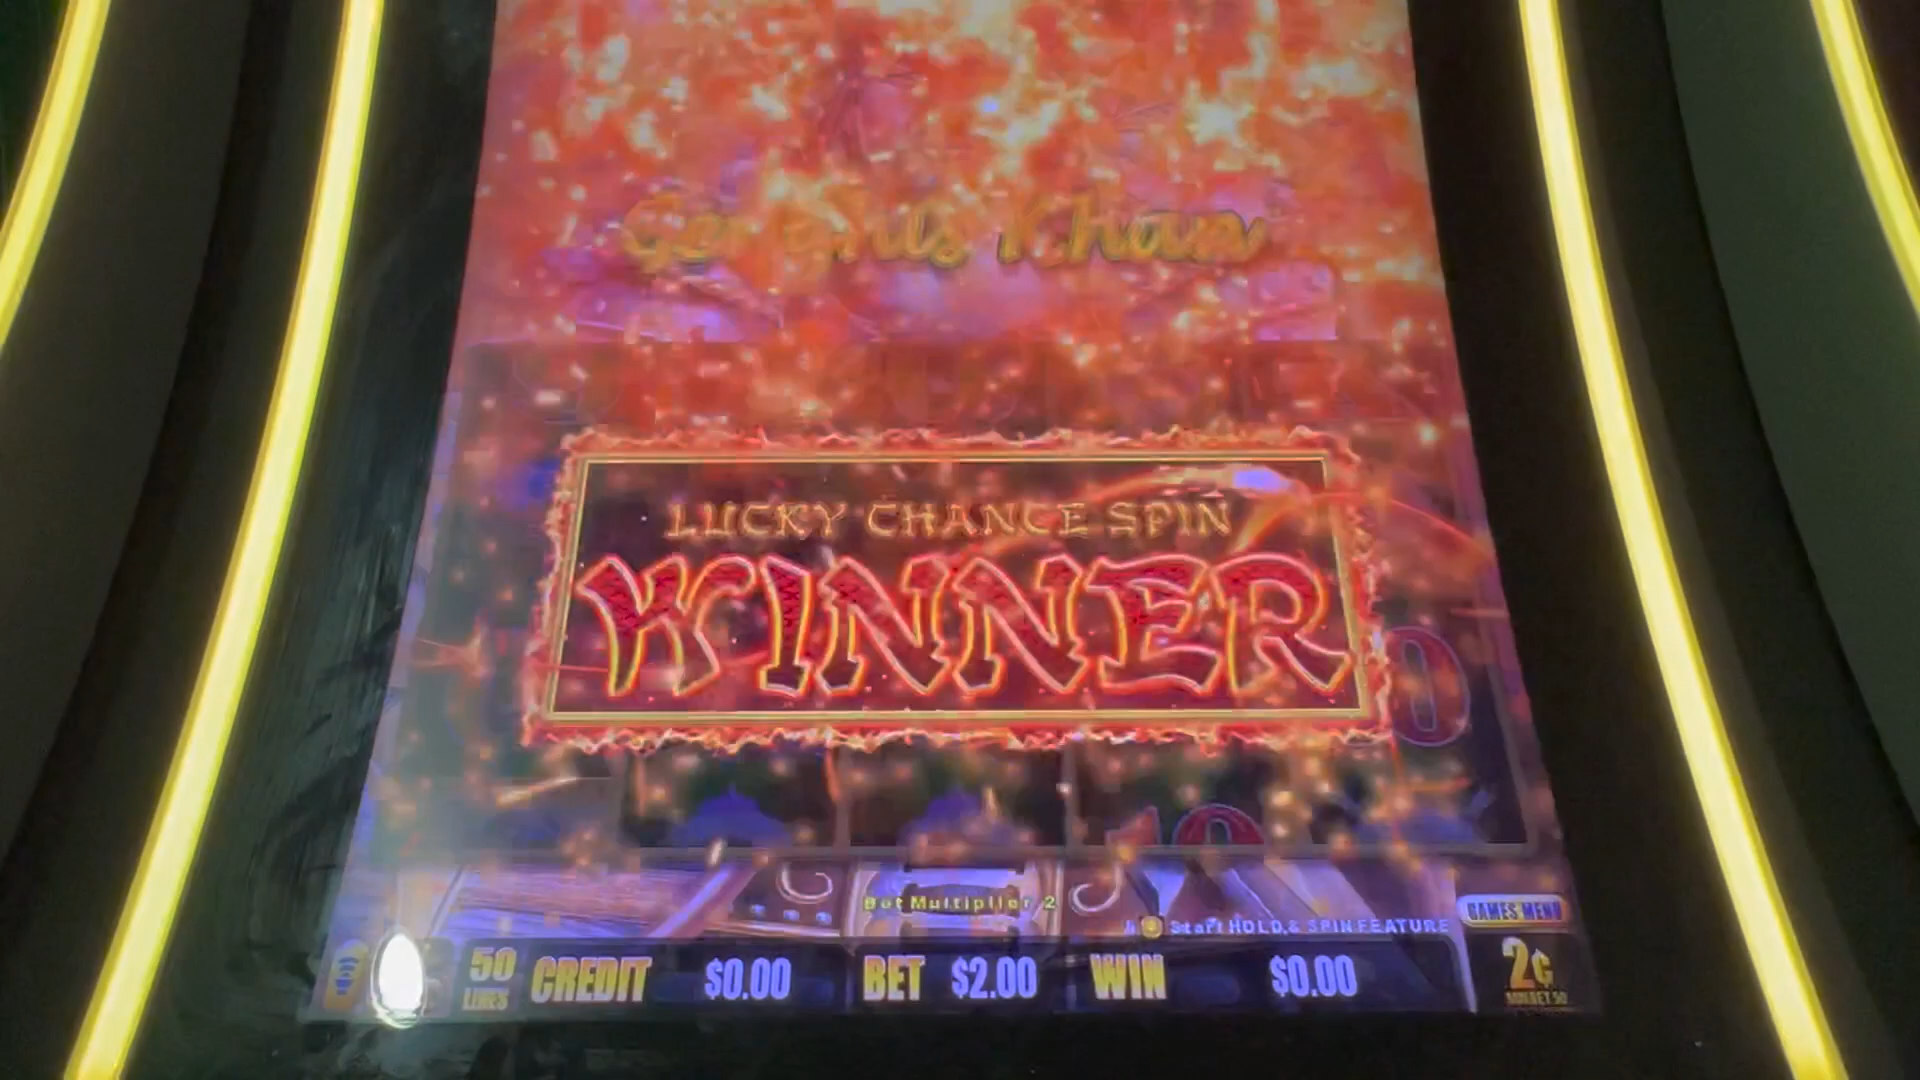 Genghis Khan
LUCKY CHANCE SPIN
WINNER
10
Bet Multiplier 2
Start HOLD & SPIN FEATURE
GAMES MENU
50 LINES
CREDIT $0.00
BET $2.00
WIN $0.00
2¢